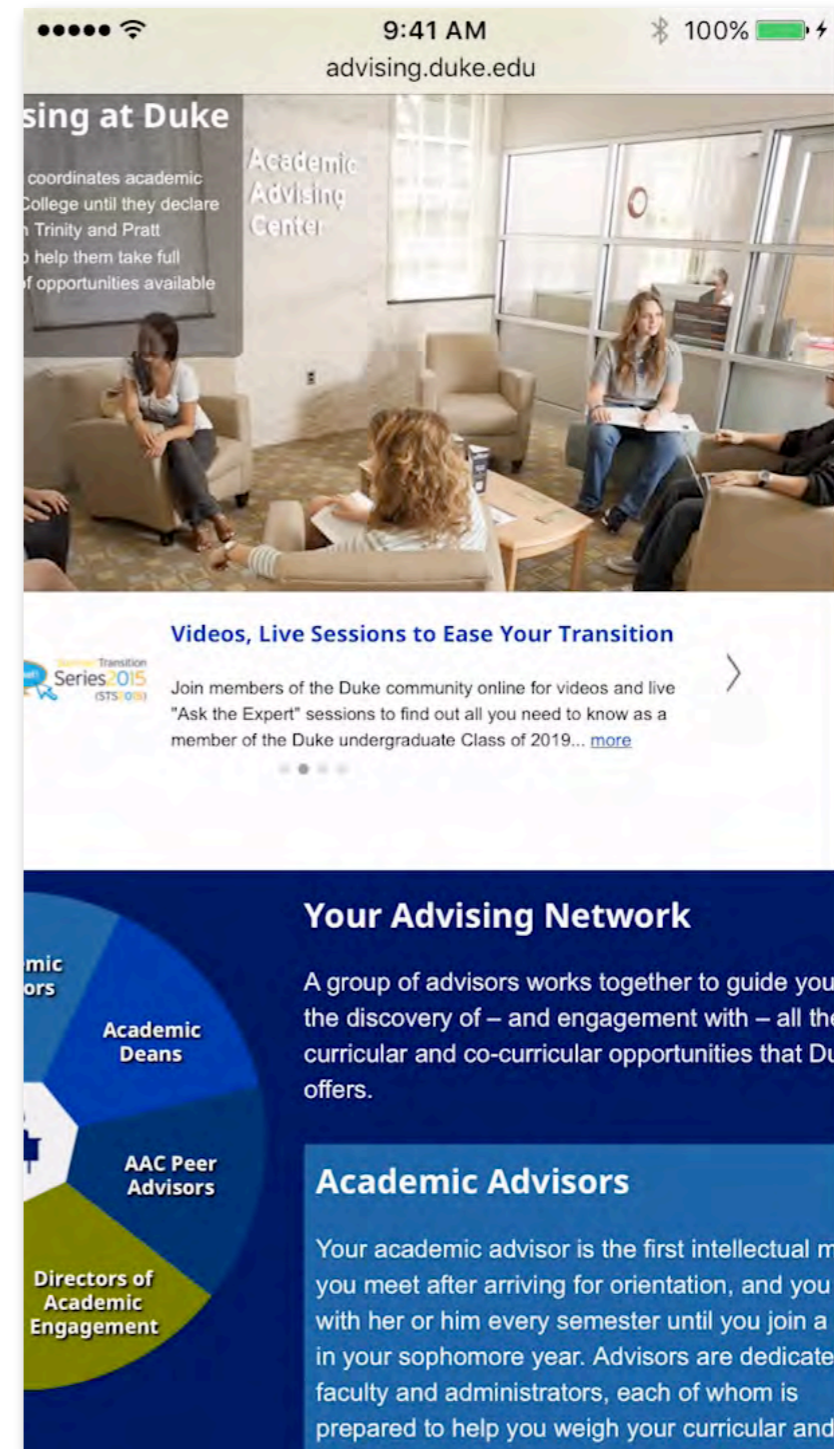 9:41 AM
100%
advising.duke.edu
sing at Duke
coordinates academic
College until they declare
Trinity and Pratt
help them take full
of opportunities available
Academic
Advising
Center
Videos, Live Sessions to Ease Your Transition
Transition
Series 2015
(STS2015)
Join members of the Duke community online for videos and live
"Ask the Expert" sessions to find out all you need to know as a
member of the Duke undergraduate Class of 2019... more
Your Advising Network
A group of advisors works together to guide you
the discovery of – and engagement with – all the
curricular and co-curricular opportunities that Du
offers.
mic
ors
Academic
Deans
AAC Peer
Advisors
Directors of
Academic
Engagement
Academic Advisors
Your academic advisor is the first intellectual m
you meet after arriving for orientation, and you
with her or him every semester until you join a
in your sophomore year. Advisors are dedicate
faculty and administrators, each of whom is
prepared to help you weigh your curricular and